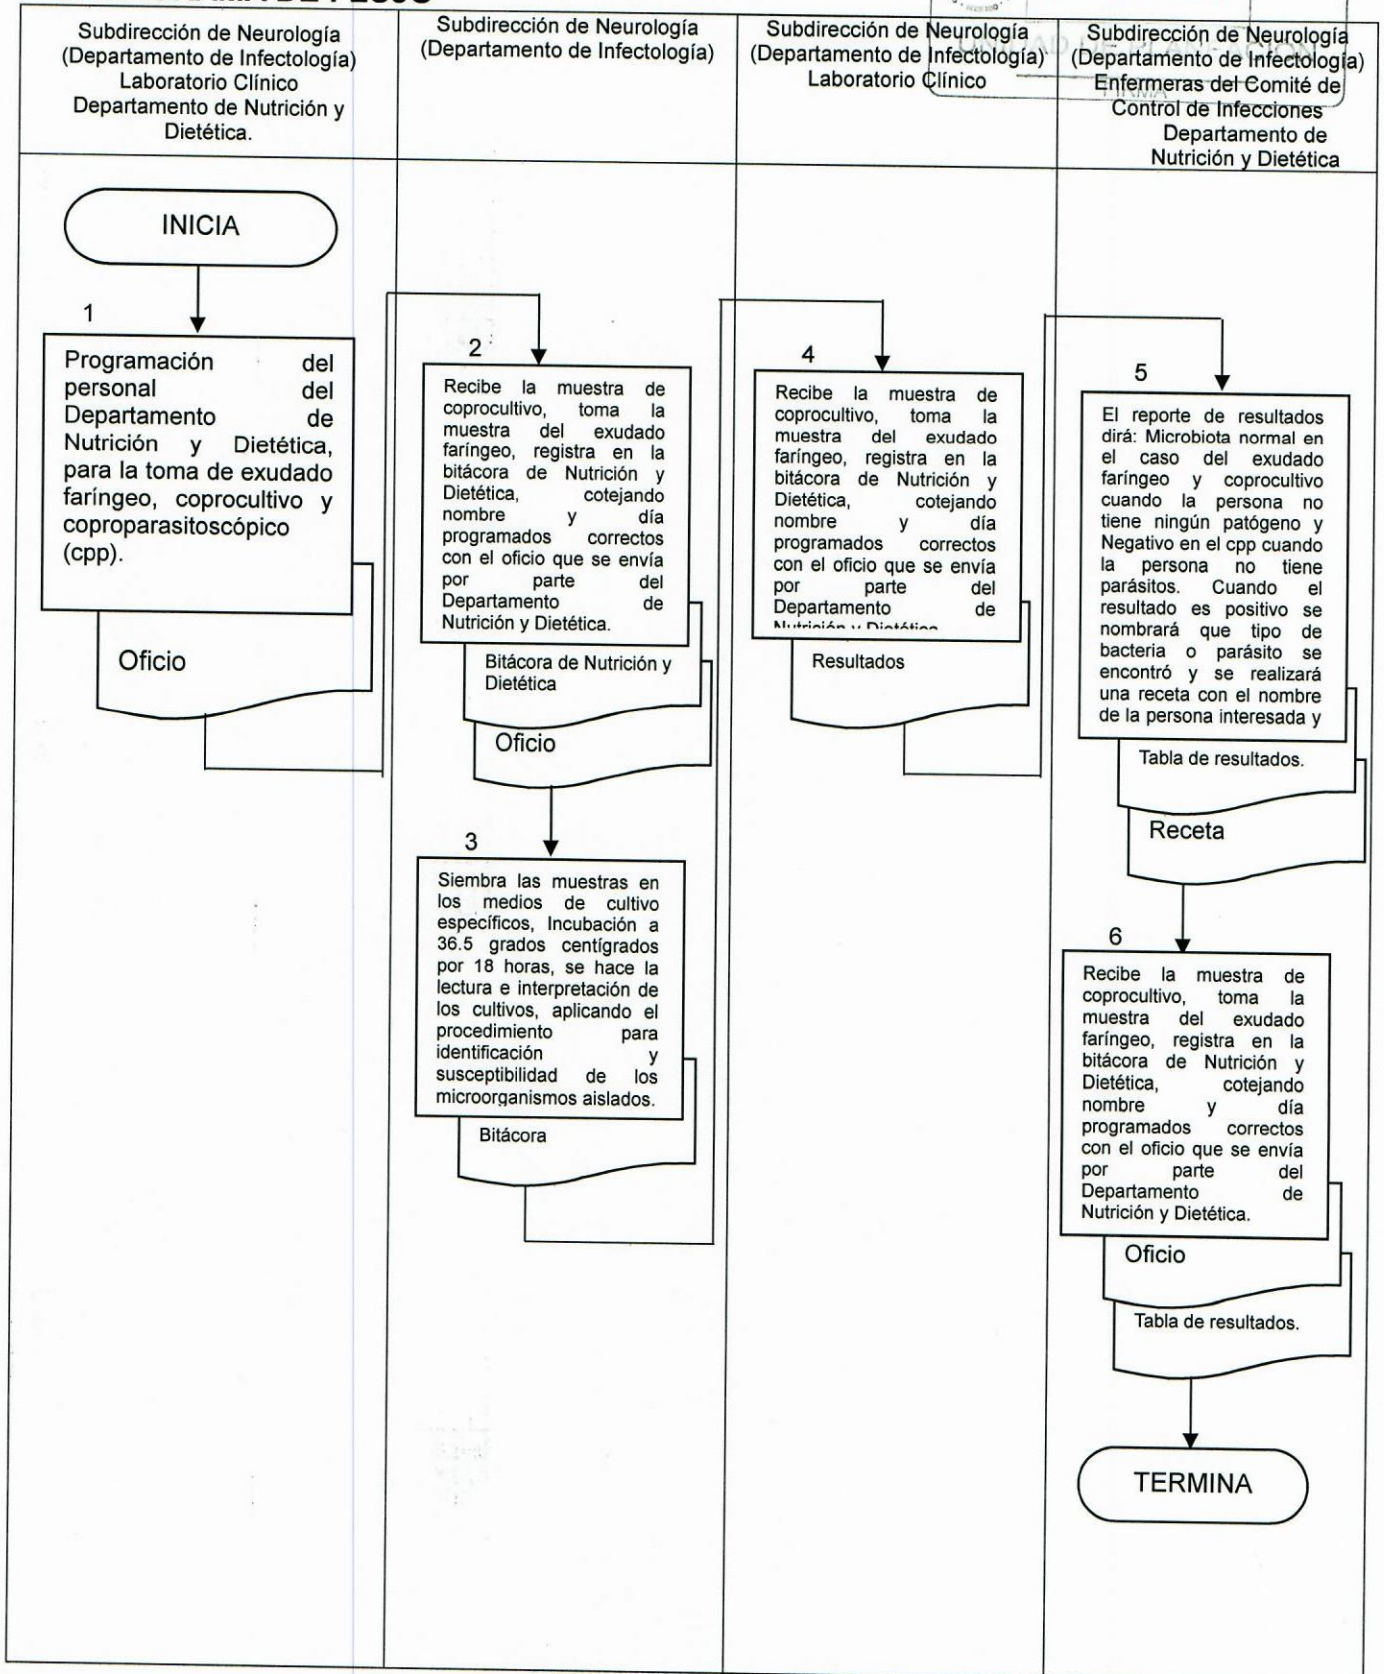 DE FLUJO
Subdirección de Neurología
(Departamento de Infectología)
Laboratorio Clínico
Departamento de Nutrición y
Dietética.
Subdirección de Neurología
(Departamento de Infectología)
Subdirección de Neurología
(Departamento de Infectología)
Laboratorio Clínico
Subdirección de Neurología
(Departamento de Infectología)
Enfermeras del Comité de
Control de Infecciones
Departamento de
Nutrición y Dietética
UNIDAD DE PLANEACIÓN
FIRMA
INICIA
1
Programación del
personal del
Departamento de
Nutrición y Dietética,
para la toma de exudado
faríngeo, coprocultivo y
coproparasitoscópico
(cpp).
Oficio
2
Recibe la muestra de
coprocultivo, toma la
muestra del exudado
faríngeo, registra en la
bitácora de Nutrición y
Dietética, cotejando
nombre y día
programados correctos
con el oficio que se envía
por parte del
Departamento de
Nutrición y Dietética.
Bitácora de Nutrición y
Dietética
Oficio
3
Siembra las muestras en
los medios de cultivo
específicos, Incubación a
36.5 grados centígrados
por 18 horas, se hace la
lectura e interpretación de
los cultivos, aplicando el
procedimiento para
identificación y
susceptibilidad de los
microorganismos aislados.
Bitácora
4
Recibe la muestra de
coprocultivo, toma la
muestra del exudado
faríngeo, registra en la
bitácora de Nutrición y
Dietética, cotejando
nombre y día
programados correctos
con el oficio que se envía
por parte del
Departamento de
Nutrición y Dietética
Resultados
5
El reporte de resultados
dirá: Microbiota normal en
el caso del exudado
faríngeo y coprocultivo
cuando la persona no
tiene ningún patógeno y
Negativo en el cpp cuando
la persona no tiene
parásitos. Cuando el
resultado es positivo se
nombrará que tipo de
bacteria o parásito se
encontró y se realizará
una receta con el nombre
de la persona interesada y
Tabla de resultados.
Receta
6
Recibe la muestra de
coprocultivo, toma la
muestra del exudado
faríngeo, registra en la
bitácora de Nutrición y
Dietética, cotejando
nombre y día
programados correctos
con el oficio que se envía
por parte del
Departamento de
Nutrición y Dietética.
Oficio
Tabla de resultados.
TERMINA